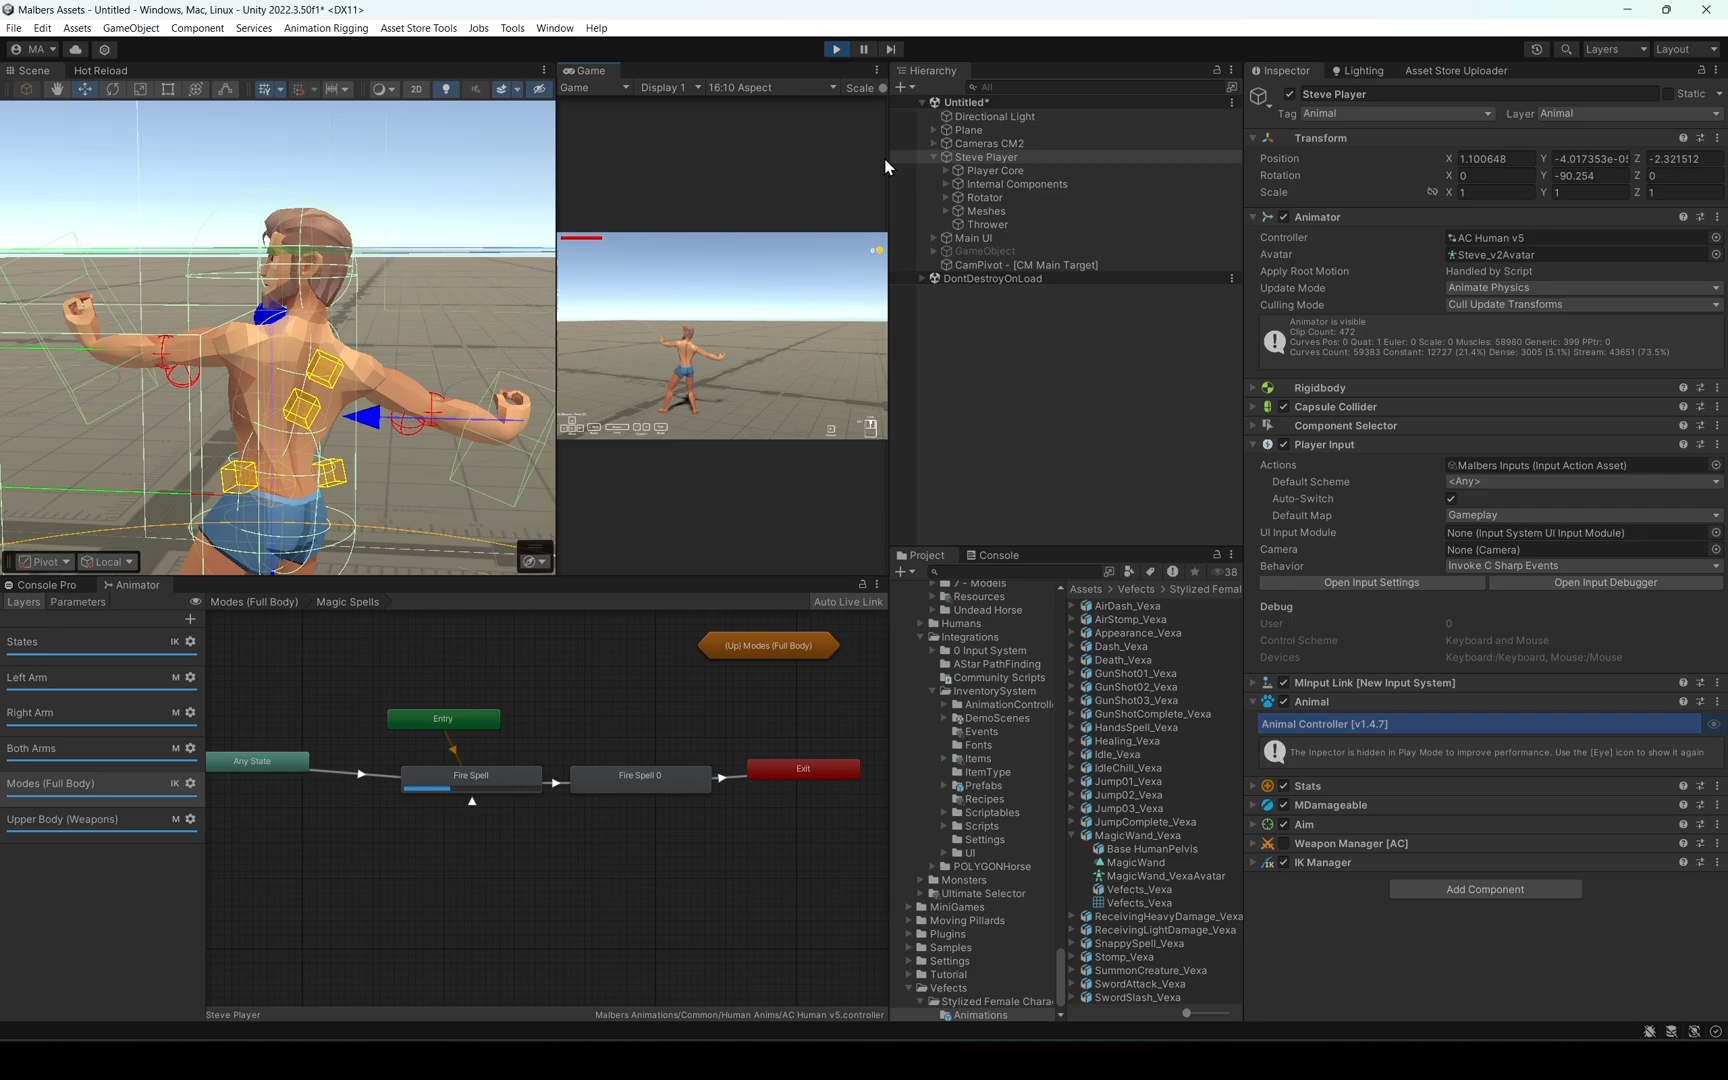 Malbers Assets - Untitled - Windows, Mac, Linux - Unity 2022.3.50f1* <DX11>
File Edit Assets GameObject Component Services Animation Rigging Asset Store Tools Jobs Tools Window Help
MA
Layers
Layout
Scene
Hot Reload
2D
Pivot
Local
Game
Game
Display 1
16:10 Aspect
Scale
0
Hierarchy
All
Untitled*
Directional Light
Plane
Cameras CM2
Steve Player
Player Core
Internal Components
Rotator
Meshes
Thrower
Main UI
GameObject
CamPivot - [CM Main Target]
DontDestroyOnLoad
Inspector
Lighting
Asset Store Uploader
Steve Player
Static
Tag Animal
Layer Animal
Transform
Position X 1.100648 Y -4.017353e-0 Z -2.321512
Rotation X 0 Y -90.254 Z 0
Scale X 1 Y 1 Z 1
Animator
Controller AC Human v5
Avatar Steve_v2Avatar
Apply Root Motion Handled by Script
Update Mode Animate Physics
Culling Mode Cull Update Transforms
Animator is visible
Clip Count: 472
Curves Pos: 0 Quat: 1 Euler: 0 Scale: 0 Muscles: 58980 Generic: 399 PPtr: 0
Curves Count: 59383 Constant: 12727 (21.4%) Dense: 3005 (5.1%) Stream: 43651 (73.5%)
Rigidbody
Capsule Collider
Component Selector
Player Input
Actions Malbers Inputs (Input Action Asset)
Default Scheme <Any>
Auto-Switch
Default Map Gameplay
UI Input Module None (Input System UI Input Module)
Camera None (Camera)
Behavior Invoke C Sharp Events
Open Input Settings
Open Input Debugger
Debug
User 0
Control Scheme Keyboard and Mouse
Devices Keyboard:/Keyboard, Mouse:/Mouse
MInput Link [New Input System]
Animal
Animal Controller [v1.4.7]
The Inpector is hidden in Play Mode to improve performance. Use the [Eye] icon to show it again
Stats
MDamageable
Aim
Weapon Manager [AC]
IK Manager
Add Component
Console Pro
Animator
Layers
Parameters
Modes (Full Body)
Magic Spells
Auto Live Link
States IK
Left Arm M
Right Arm M
Both Arms M
Modes (Full Body) IK
Upper Body (Weapons) M
(Up) Modes (Full Body)
Entry
Any State
Fire Spell
Fire Spell 0
Exit
Steve Player
Malbers Animations/Common/Human Anims/AC Human v5.controller
Project
Console
38
7 - Models
Resources
Undead Horse
Humans
Integrations
0 Input System
AStar PathFinding
Community Scripts
InventorySystem
AnimationControll
DemoScenes
Events
Fonts
Items
ItemType
Prefabs
Recipes
Scriptables
Scripts
Settings
UI
POLYGONHorse
Monsters
Ultimate Selector
MiniGames
Moving Pillards
Plugins
Samples
Settings
Tutorial
Vefects
Stylized Female Chara
Animations
Assets > Vefects > Stylized Femal
AirDash_Vexa
AirStomp_Vexa
Appearance_Vexa
Dash_Vexa
Death_Vexa
GunShot01_Vexa
GunShot02_Vexa
GunShot03_Vexa
GunShotComplete_Vexa
HandsSpell_Vexa
Healing_Vexa
Idle_Vexa
IdleChill_Vexa
Jump01_Vexa
Jump02_Vexa
Jump03_Vexa
JumpComplete_Vexa
MagicWand_Vexa
Base HumanPelvis
MagicWand
MagicWand_VexaAvatar
Vefects_Vexa
Vefects_Vexa
ReceivingHeavyDamage_Vexa
ReceivingLightDamage_Vexa
SnappySpell_Vexa
Stomp_Vexa
SummonCreature_Vexa
SwordAttack_Vexa
SwordSlash_Vexa